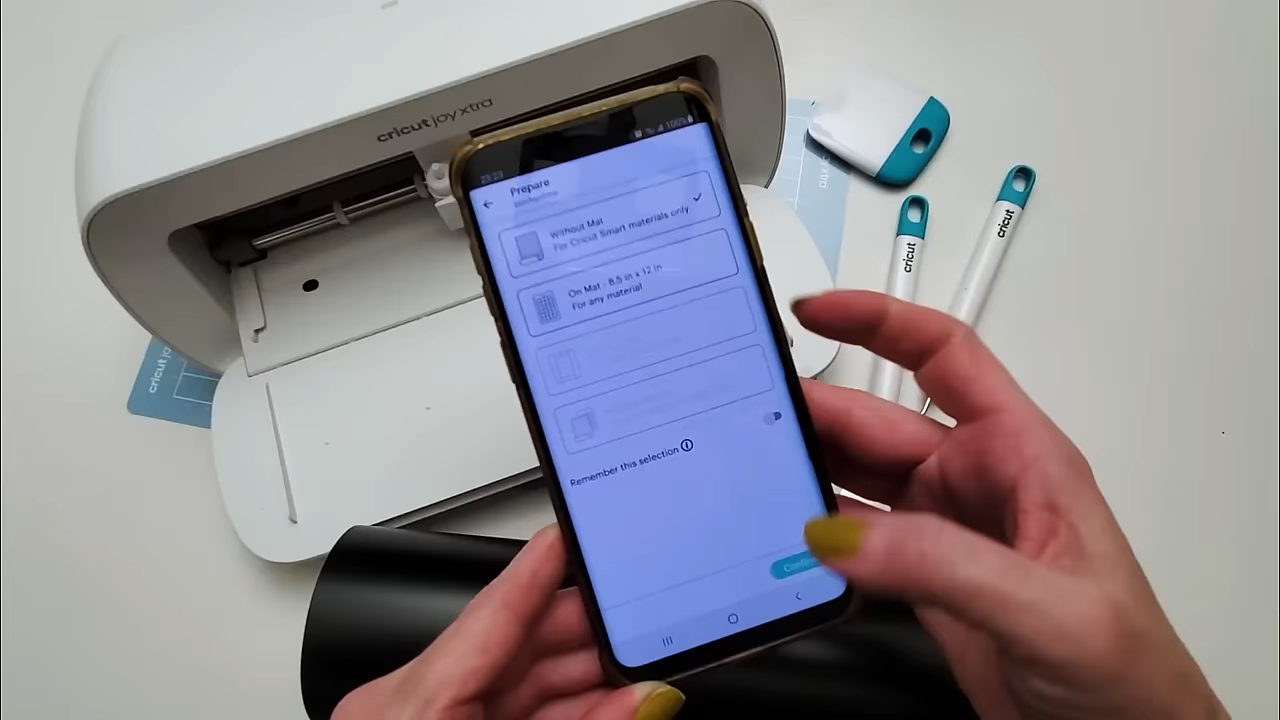 cricut joy xtra
23:23
100%
Prepare
Without Mat
For Cricut Smart materials only
On Mat - 8.5 in x 12 in
For any material
Remember this selection
cricut
cricut
cricut jo